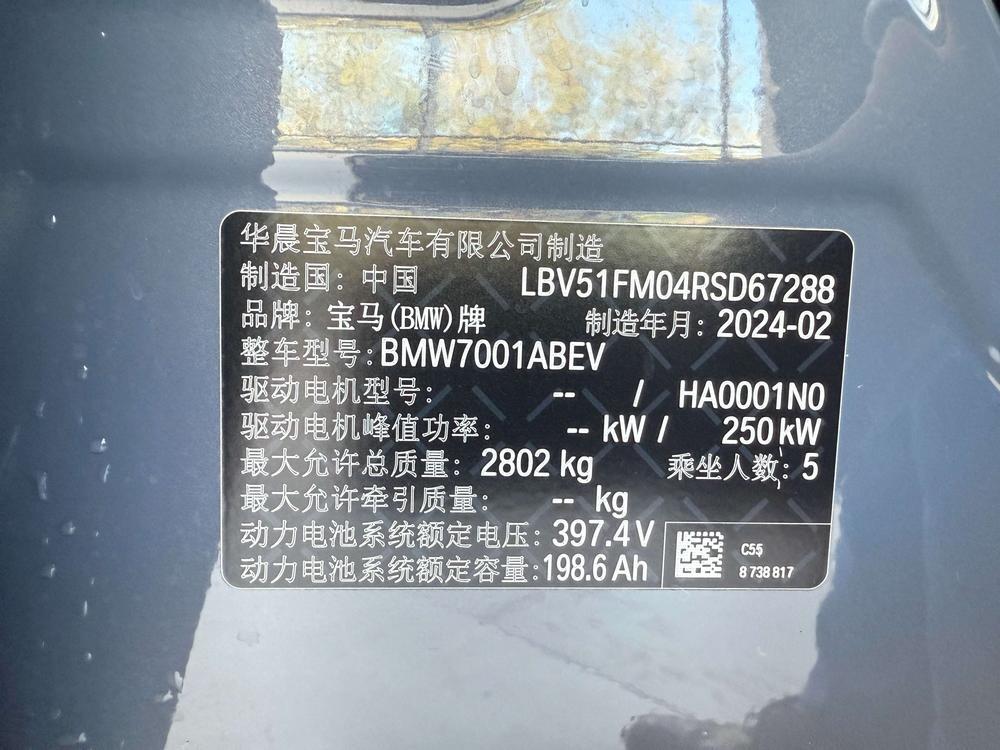 华晨宝马汽车有限公司制造
制造国：中国 LBV51FM04RSD67288
品牌：宝马(BMW)牌 制造年月：2024-02
整车型号：BMW7001ABEV
驱动电机型号： -- / HA0001N0
驱动电机峰值功率： -- kW / 250 kW
最大允许总质量：2802 kg 乘坐人数：5
最大允许牵引质量： -- kg
动力电池系统额定电压：397.4 V
动力电池系统额定容量：198.6 Ah
C55
8 738 817